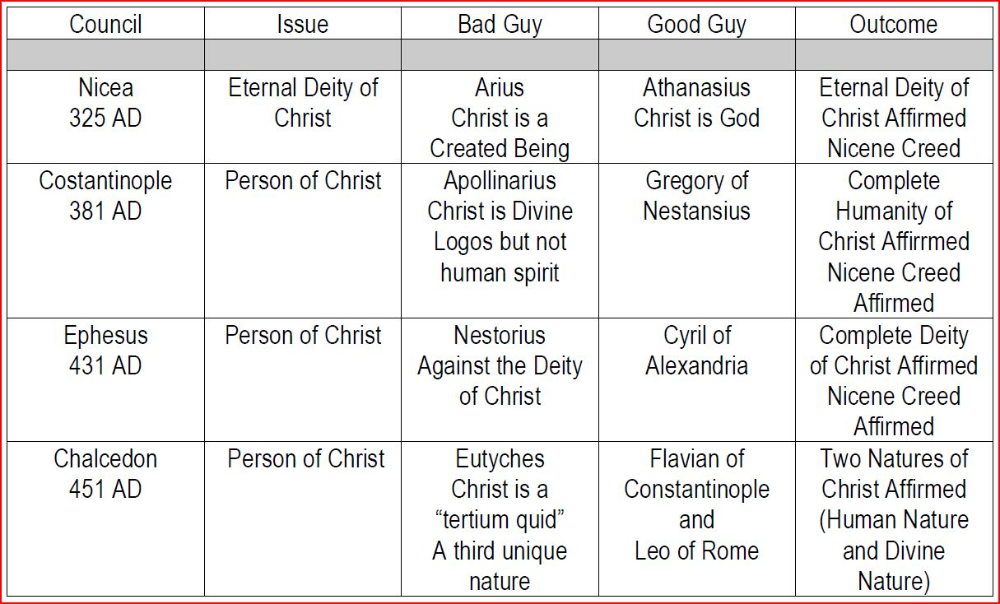 Council Issue Bad Guy Good Guy Outcome
Nicea
325 AD
Eternal Deity of
Christ
Arius
Christ is a
Created Being
Athanasius
Christ is God
Eternal Deity of
Christ Affirmed
Nicene Creed
Costantinople
381 AD
Person of Christ
Apollinarius
Christ is Divine
Logos but not
human spirit
Gregory of
Nestansius
Complete
Humanity of
Christ Affirrmed
Nicene Creed
Affirmed
Ephesus
431 AD
Person of Christ
Nestorius
Against the Deity
of Christ
Cyril of
Alexandria
Complete Deity
of Christ Affirmed
Nicene Creed
Affirmed
Chalcedon
451 AD
Person of Christ
Eutyches
Christ is a
“tertium quid”
A third unique
nature
Flavian of
Constantinople
and
Leo of Rome
Two Natures of
Christ Affirmed
(Human Nature
and Divine
Nature)